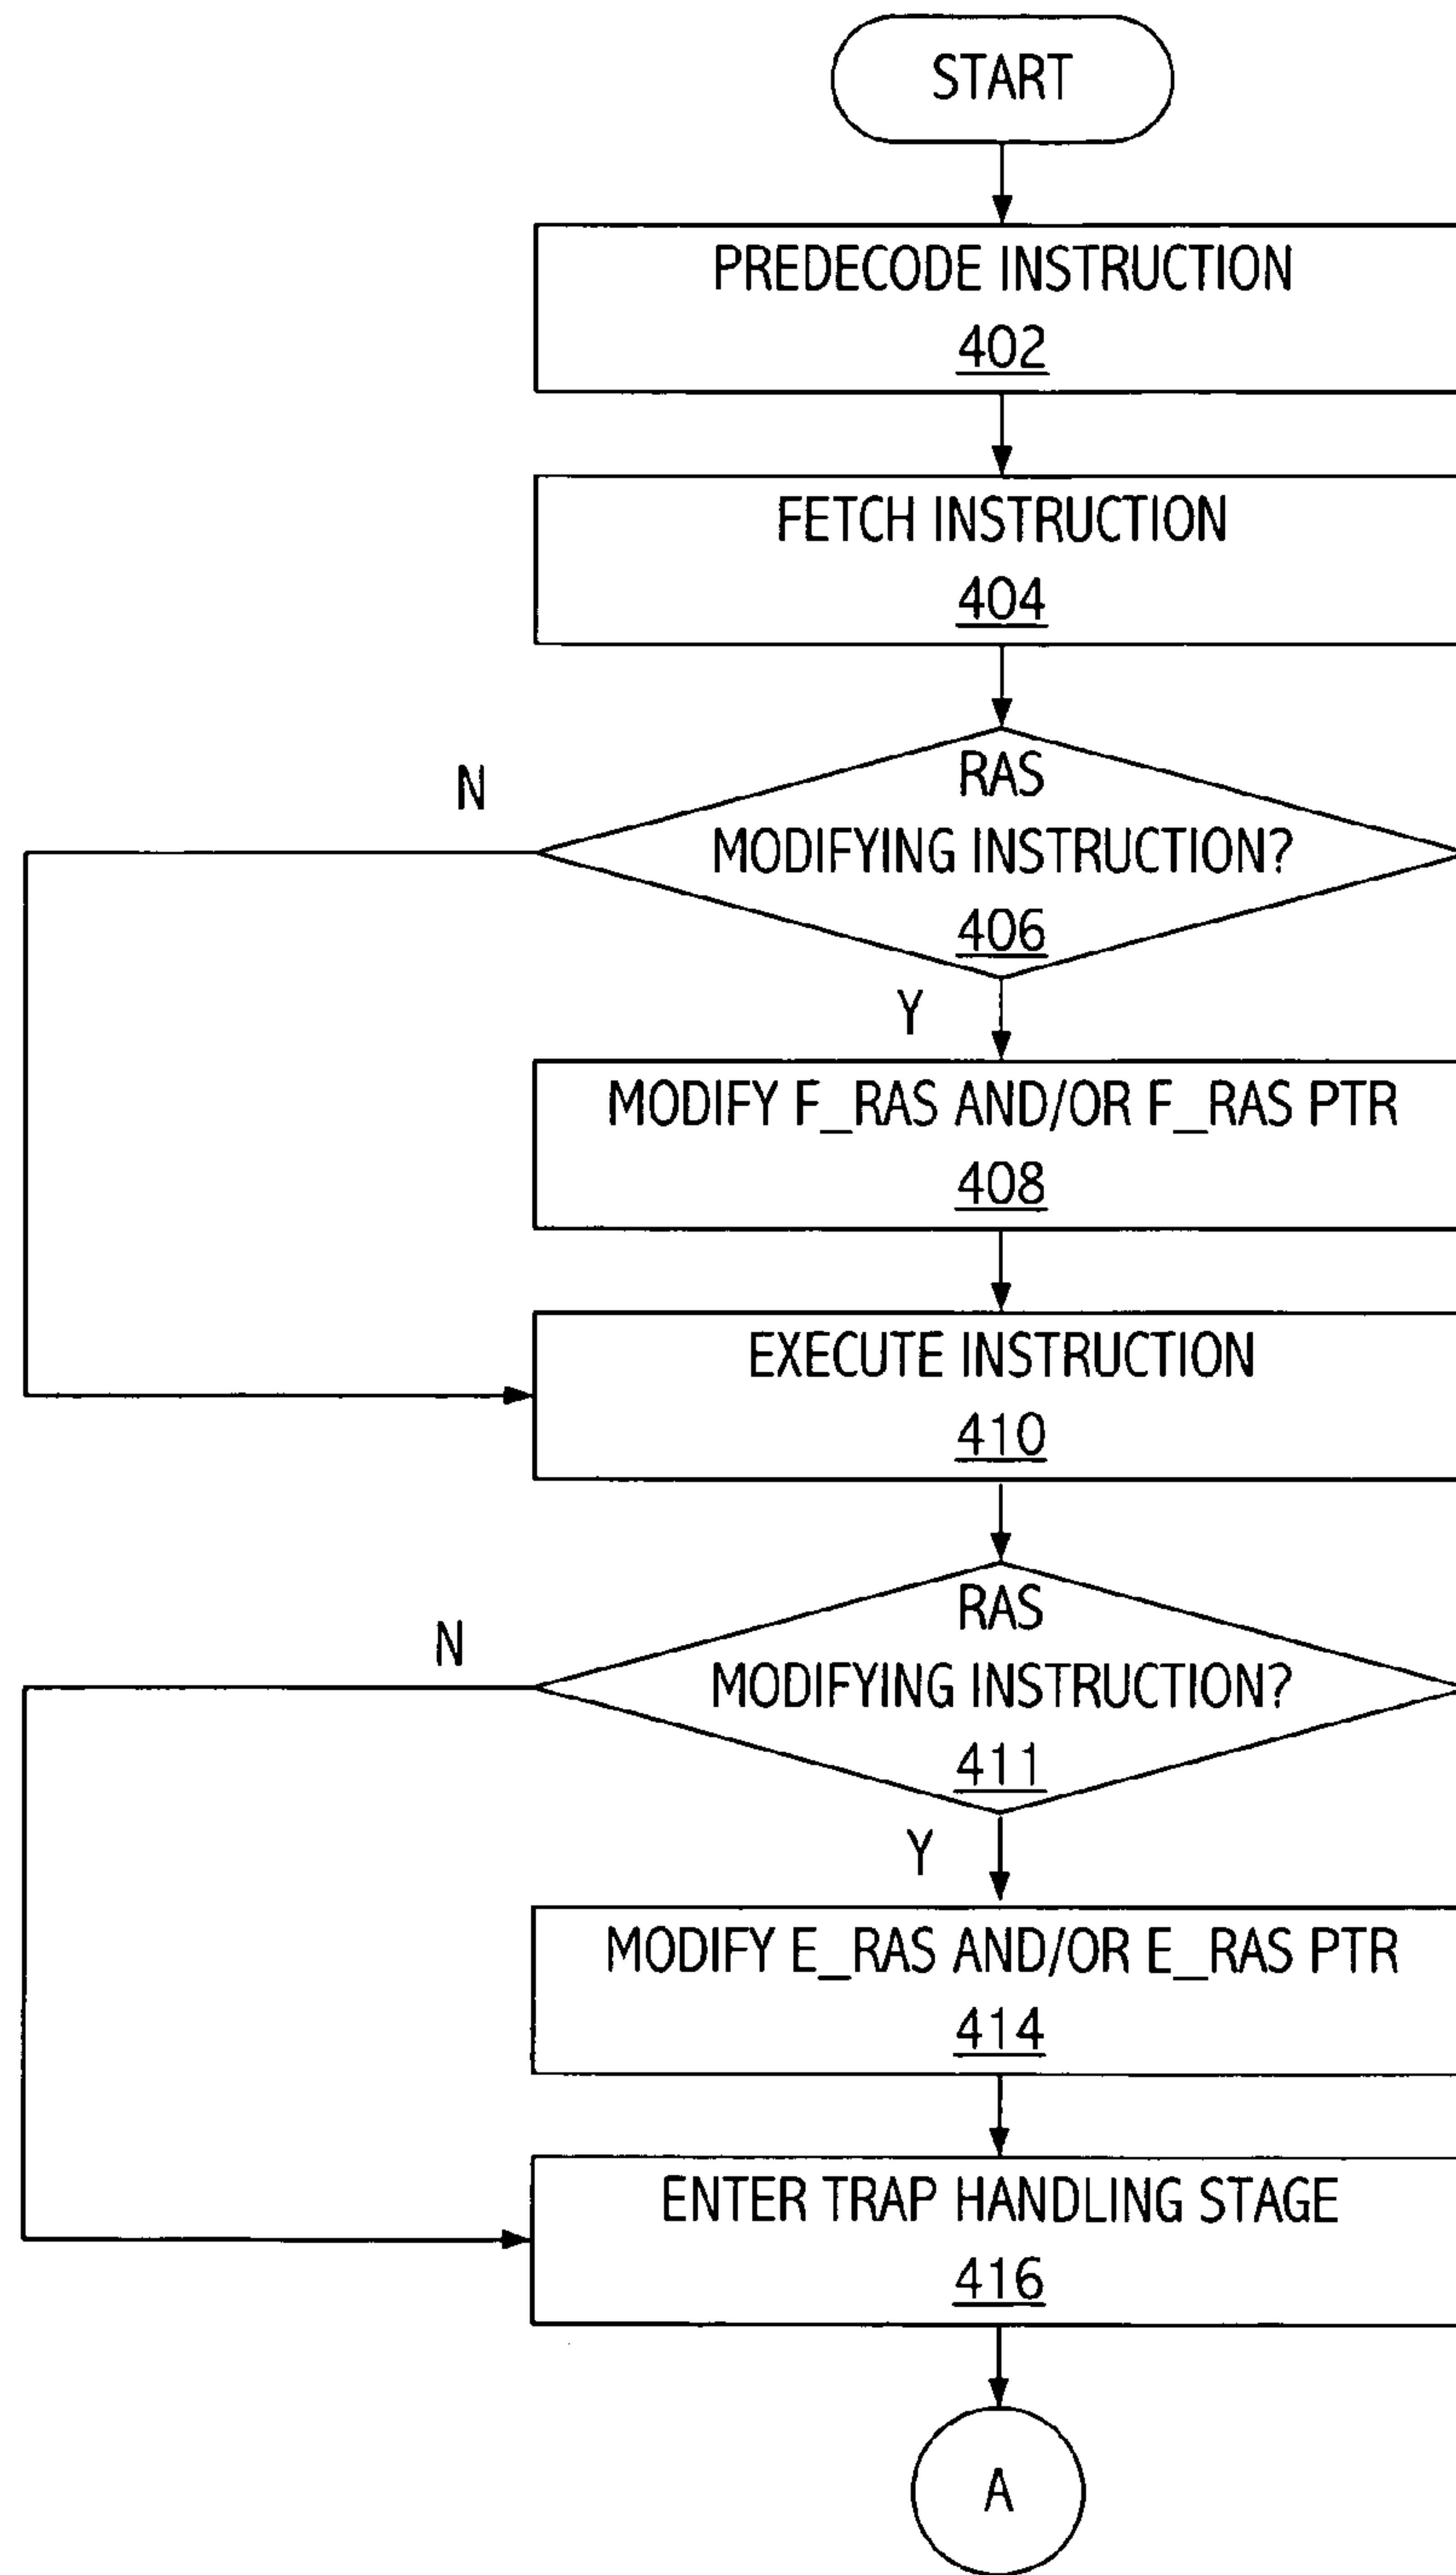 START
PREDECODE INSTRUCTION
402
FETCH INSTRUCTION
404
RAS
N
MODIFYING INSTRUCTION?
406
Y
MODIFY F_RAS AND/OR F_RAS PTR
408
EXECUTE INSTRUCTION
410
RAS
N
MODIFYING INSTRUCTION?
411
Y
MODIFY E_RAS AND/OR E_RAS PTR
414
ENTER TRAP HANDLING STAGE
416
A